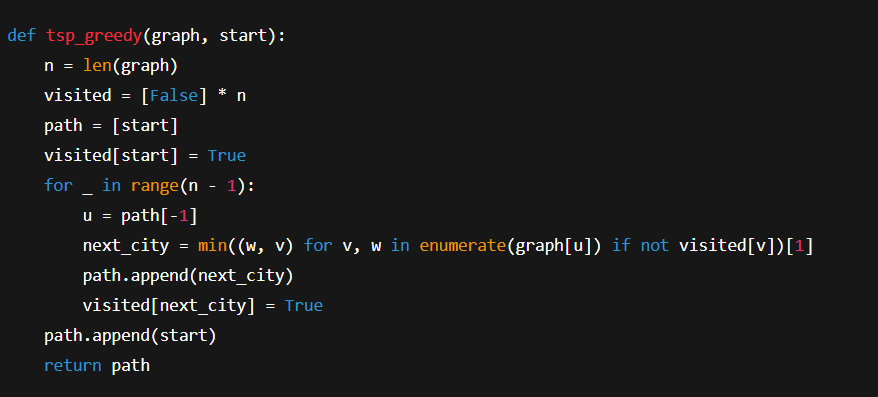 def tsp_greedy(graph, start):
    n = len(graph)
    visited = [False] * n
    path = [start]
    visited[start] = True
    for _ in range(n - 1):
        u = path[-1]
        next_city = min((w, v) for v, w in enumerate(graph[u]) if not visited[v])[1]
        path.append(next_city)
        visited[next_city] = True
    path.append(start)
    return path